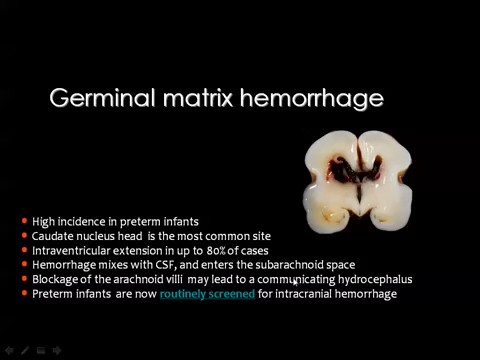 Germinal matrix hemorrhage
High incidence in preterm infants
Caudate nucleus head is the most common site
Intraventricular extension in up to 80% of cases
Hemorrhage mixes with CSF, and enters the subarachnoid space
Blockage of the arachnoid villi may lead to a communicating hydrocephalus
Preterm infants are now routinely screened for intracranial hemorrhage